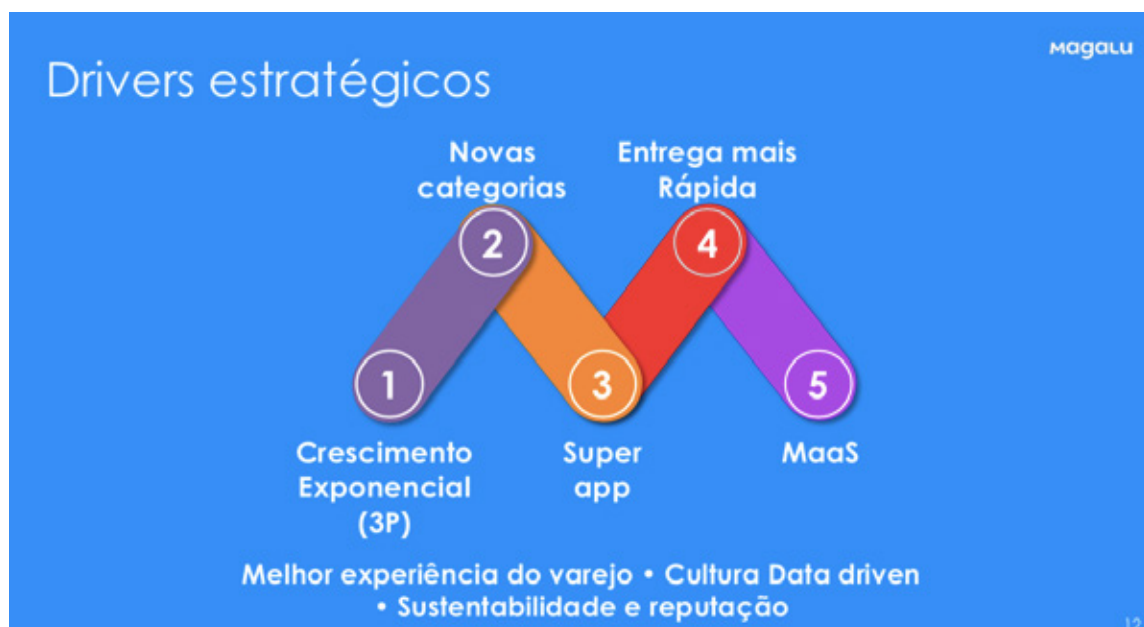 Magalu
Drivers estratégicos
Novas
categorias
Entrega mais
Rápida
2
4
1
3
5
Crescimento
Exponencial
(3P)
Super
app
MaaS
Melhor experiência do varejo • Cultura Data driven
• Sustentabilidade e reputação
12